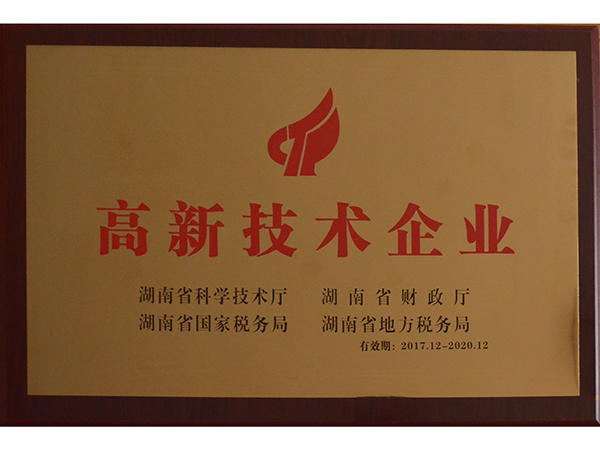 高新技术企业
湖南省科学技术厅 湖南省财政厅
湖南省国家税务局 湖南省地方税务局
有效期：2017.12-2020.12